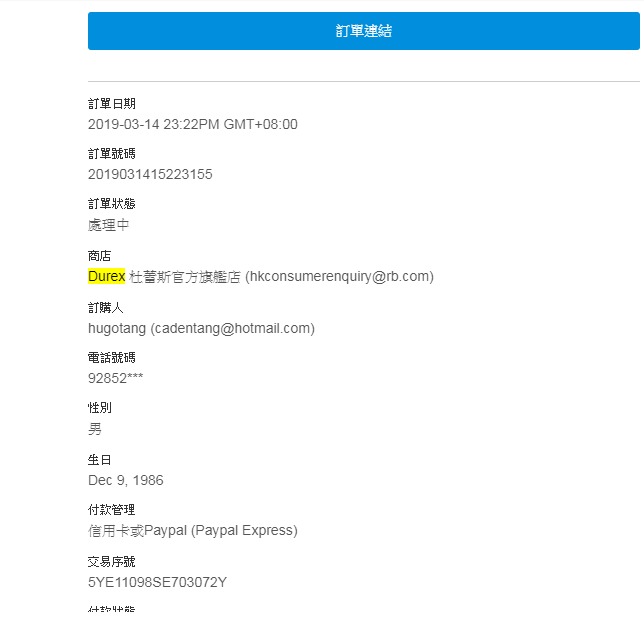 訂單連結
訂單日期
2019-03-14 23:22PM GMT+08:00
訂單號碼
2019031415223155
訂單狀態
處理中
商店
Durex 杜蕾斯官方旗艦店 (hkconsumerenquiry@rb.com)
訂購人
hugotang (cadentang@hotmail.com)
電話號碼
92852***
性別
男
生日
Dec 9, 1986
付款管理
信用卡或Paypal (Paypal Express)
交易序號
5YE11098SE703072Y
付款狀態